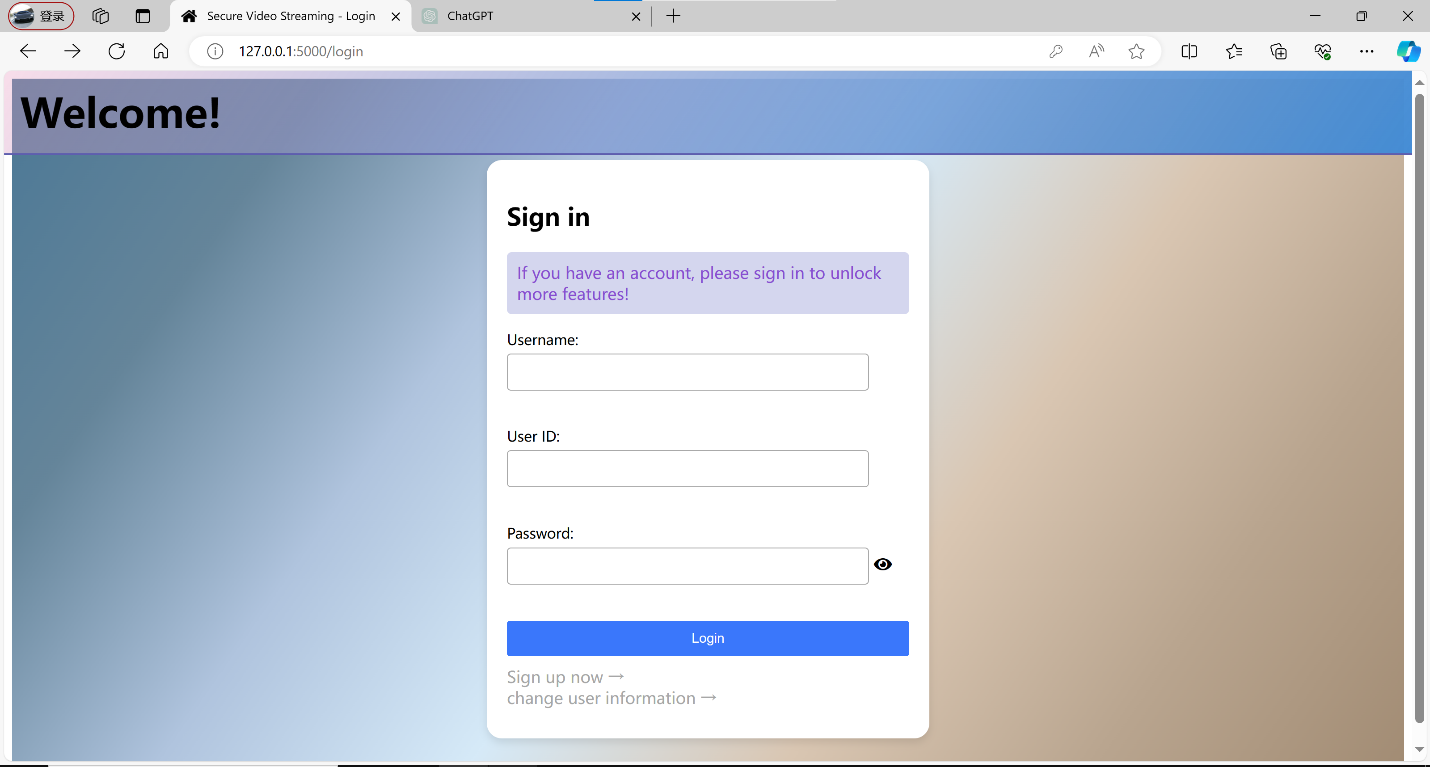 登录
Secure Video Streaming - Login
ChatGPT
127.0.0.1:5000/login
Welcome!
Sign in
If you have an account, please sign in to unlock
more features!
Username:
User ID:
Password:
Login
Sign up now →
change user information →